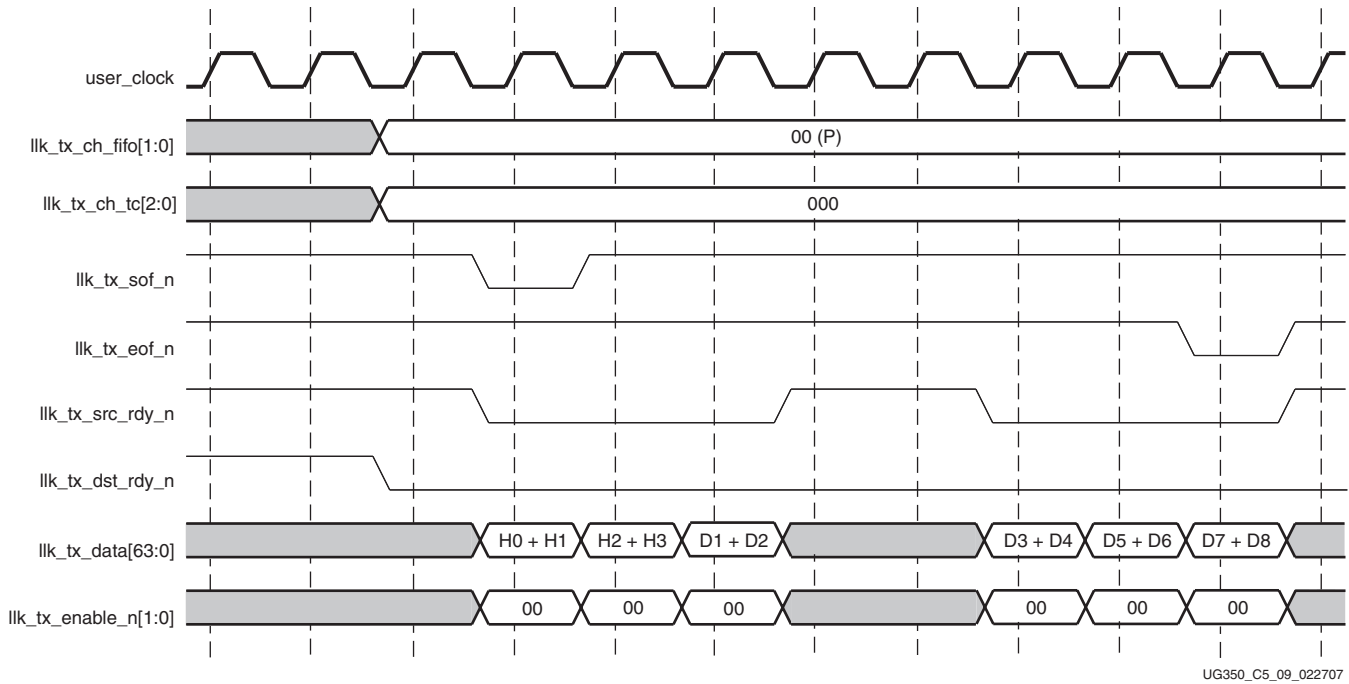 user_clock
llk_tx_ch_fifo[1:0]
00 (P)
llk_tx_ch_tc[2:0]
000
llk_tx_sof_n
llk_tx_eof_n
llk_tx_src_rdy_n
llk_tx_dst_rdy_n
llk_tx_data[63:0]
H0 + H1 H2 + H3 D1 + D2 D3 + D4 D5 + D6 D7 + D8
llk_tx_enable_n[1:0]
00 00 00 00 00 00
UG350_C5_09_022707